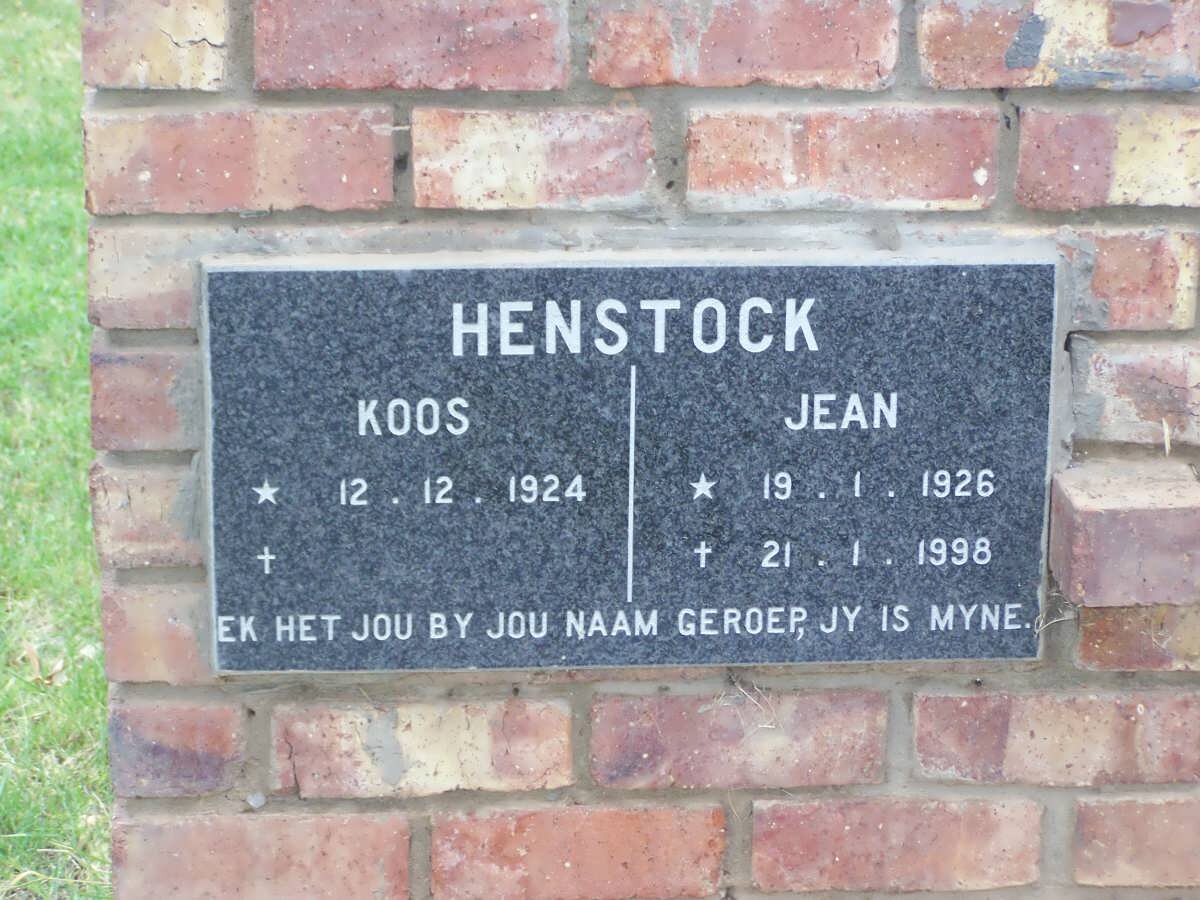 HENSTOCK
KOOS
★ 12 . 12 . 1924
†
JEAN
★ 19 . 1 . 1926
† 21 . 1 . 1998
EK HET JOU BY JOU NAAM GEROEP, JY IS MYNE.